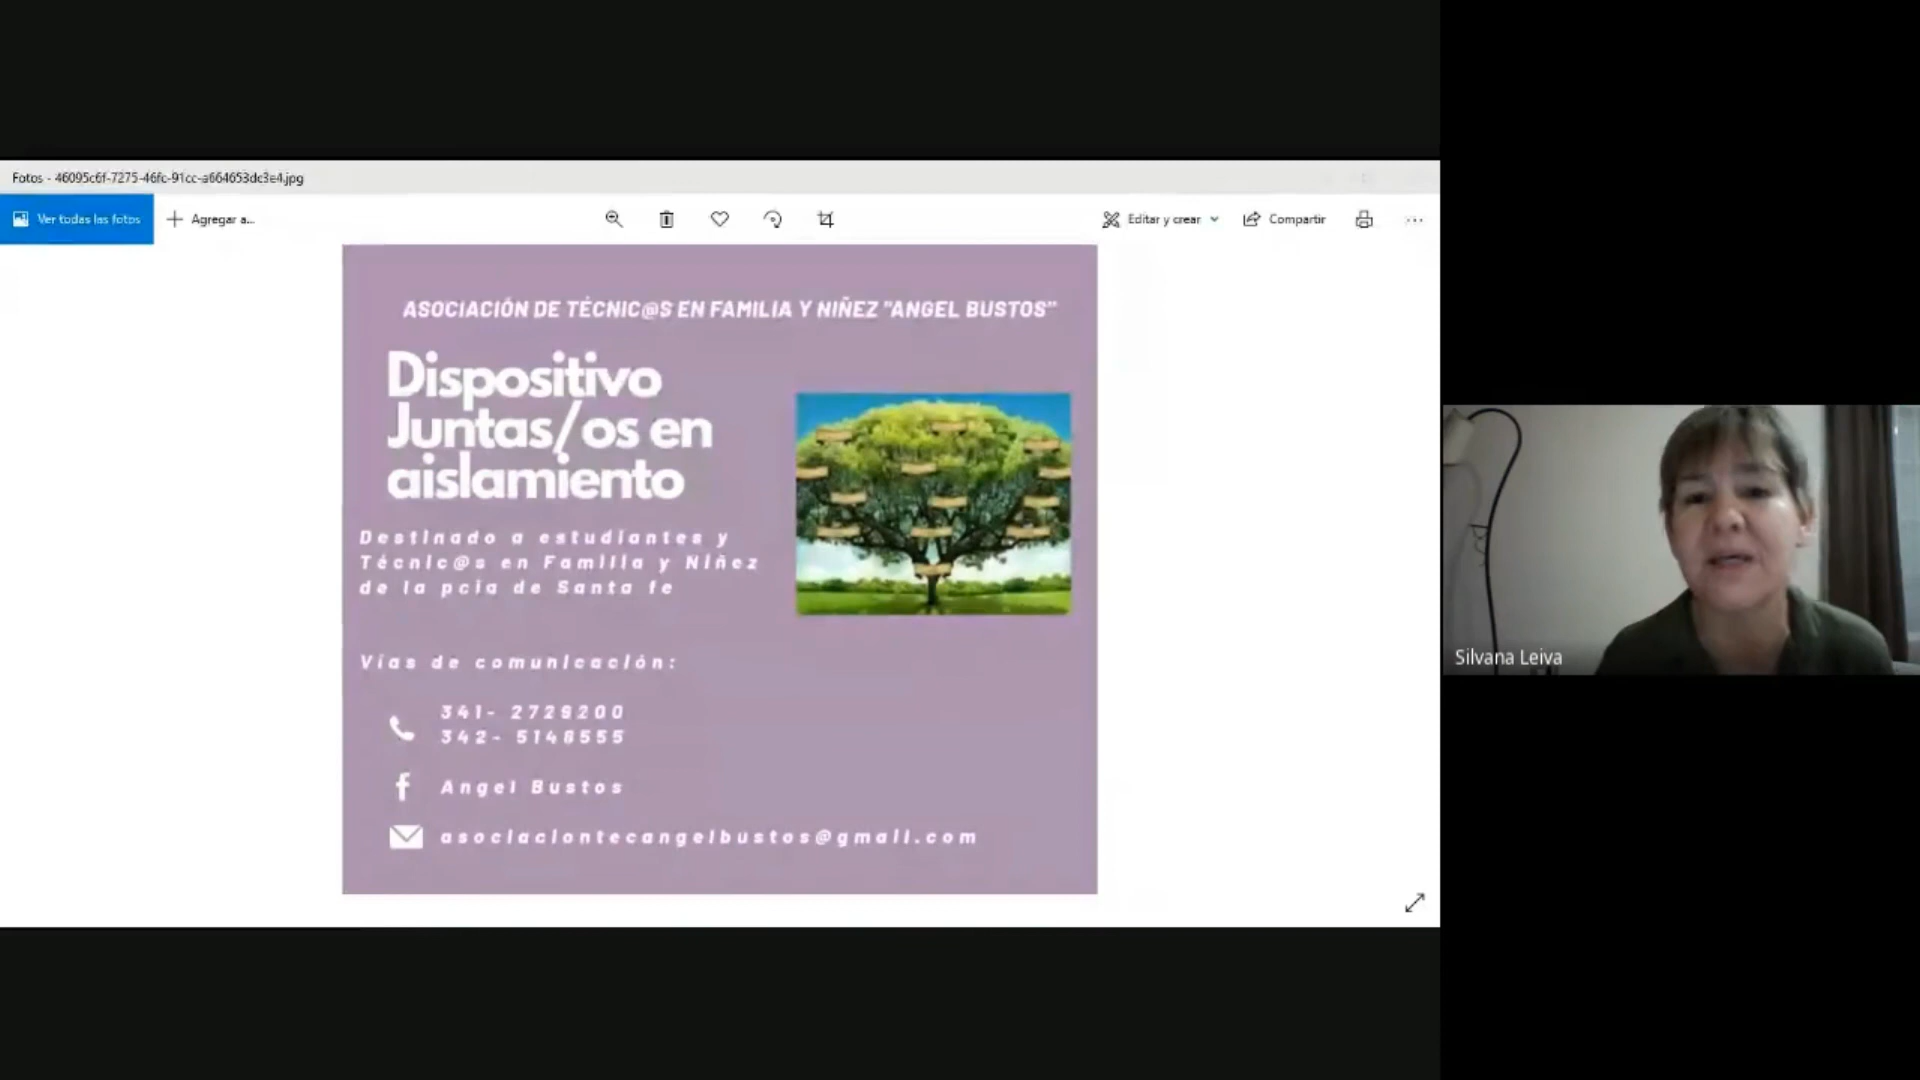 Fotos - 46095c6f-7275-46fc-91cc-a664653dc3e4.jpg
Ver todas las fotos
Agregar a...
Editar y crear
Compartir
ASOCIACIÓN DE TÉCNIC@S EN FAMILIA Y NIÑEZ "ANGEL BUSTOS"
Dispositivo
Juntas/os en
aislamiento
Destinado a estudiantes y
Técnic@s en Familia y Niñez
de la pcia de Santa fe
Vías de comunicación:
341- 2729200
342- 5148555
Angel Bustos
asociaciontecangelbustos@gmail.com
Silvana Leiva